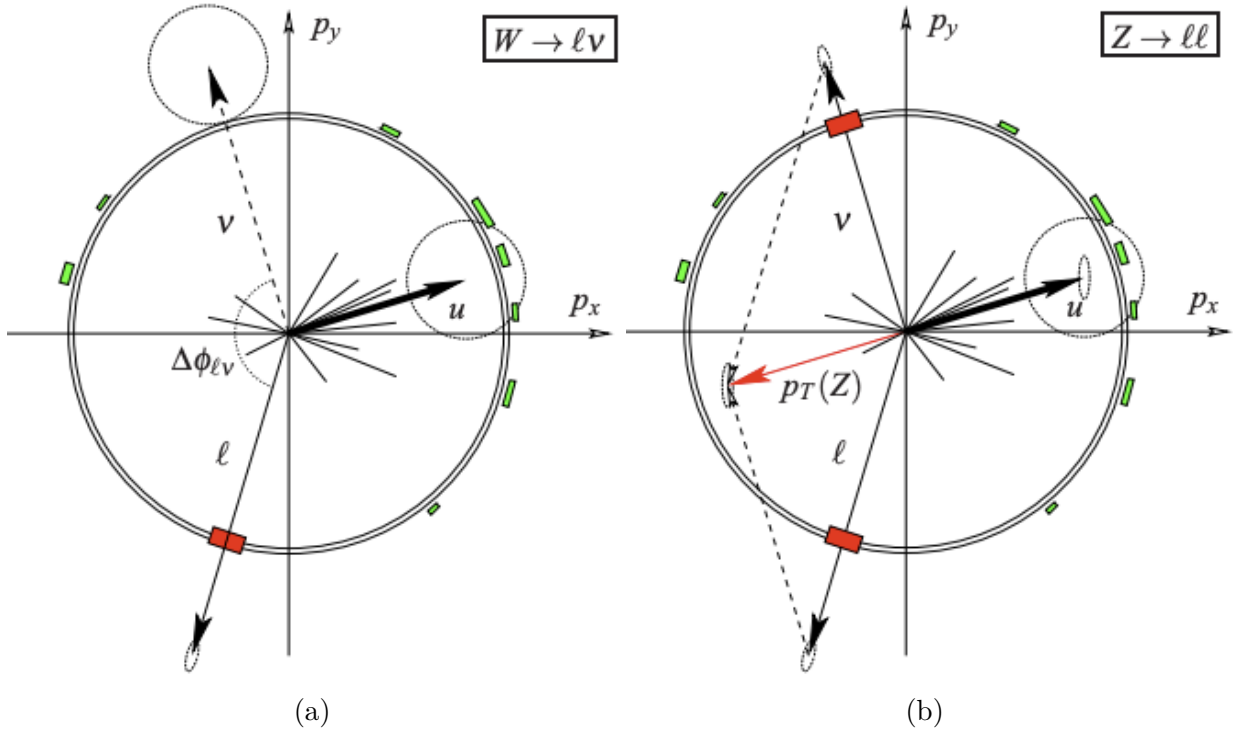 p_y
W → ℓν
ν
u
p_x
Δϕ_ℓν
ℓ
(a)
p_y
Z → ℓℓ
ν
u
p_x
p_T(Z)
ℓ
(b)